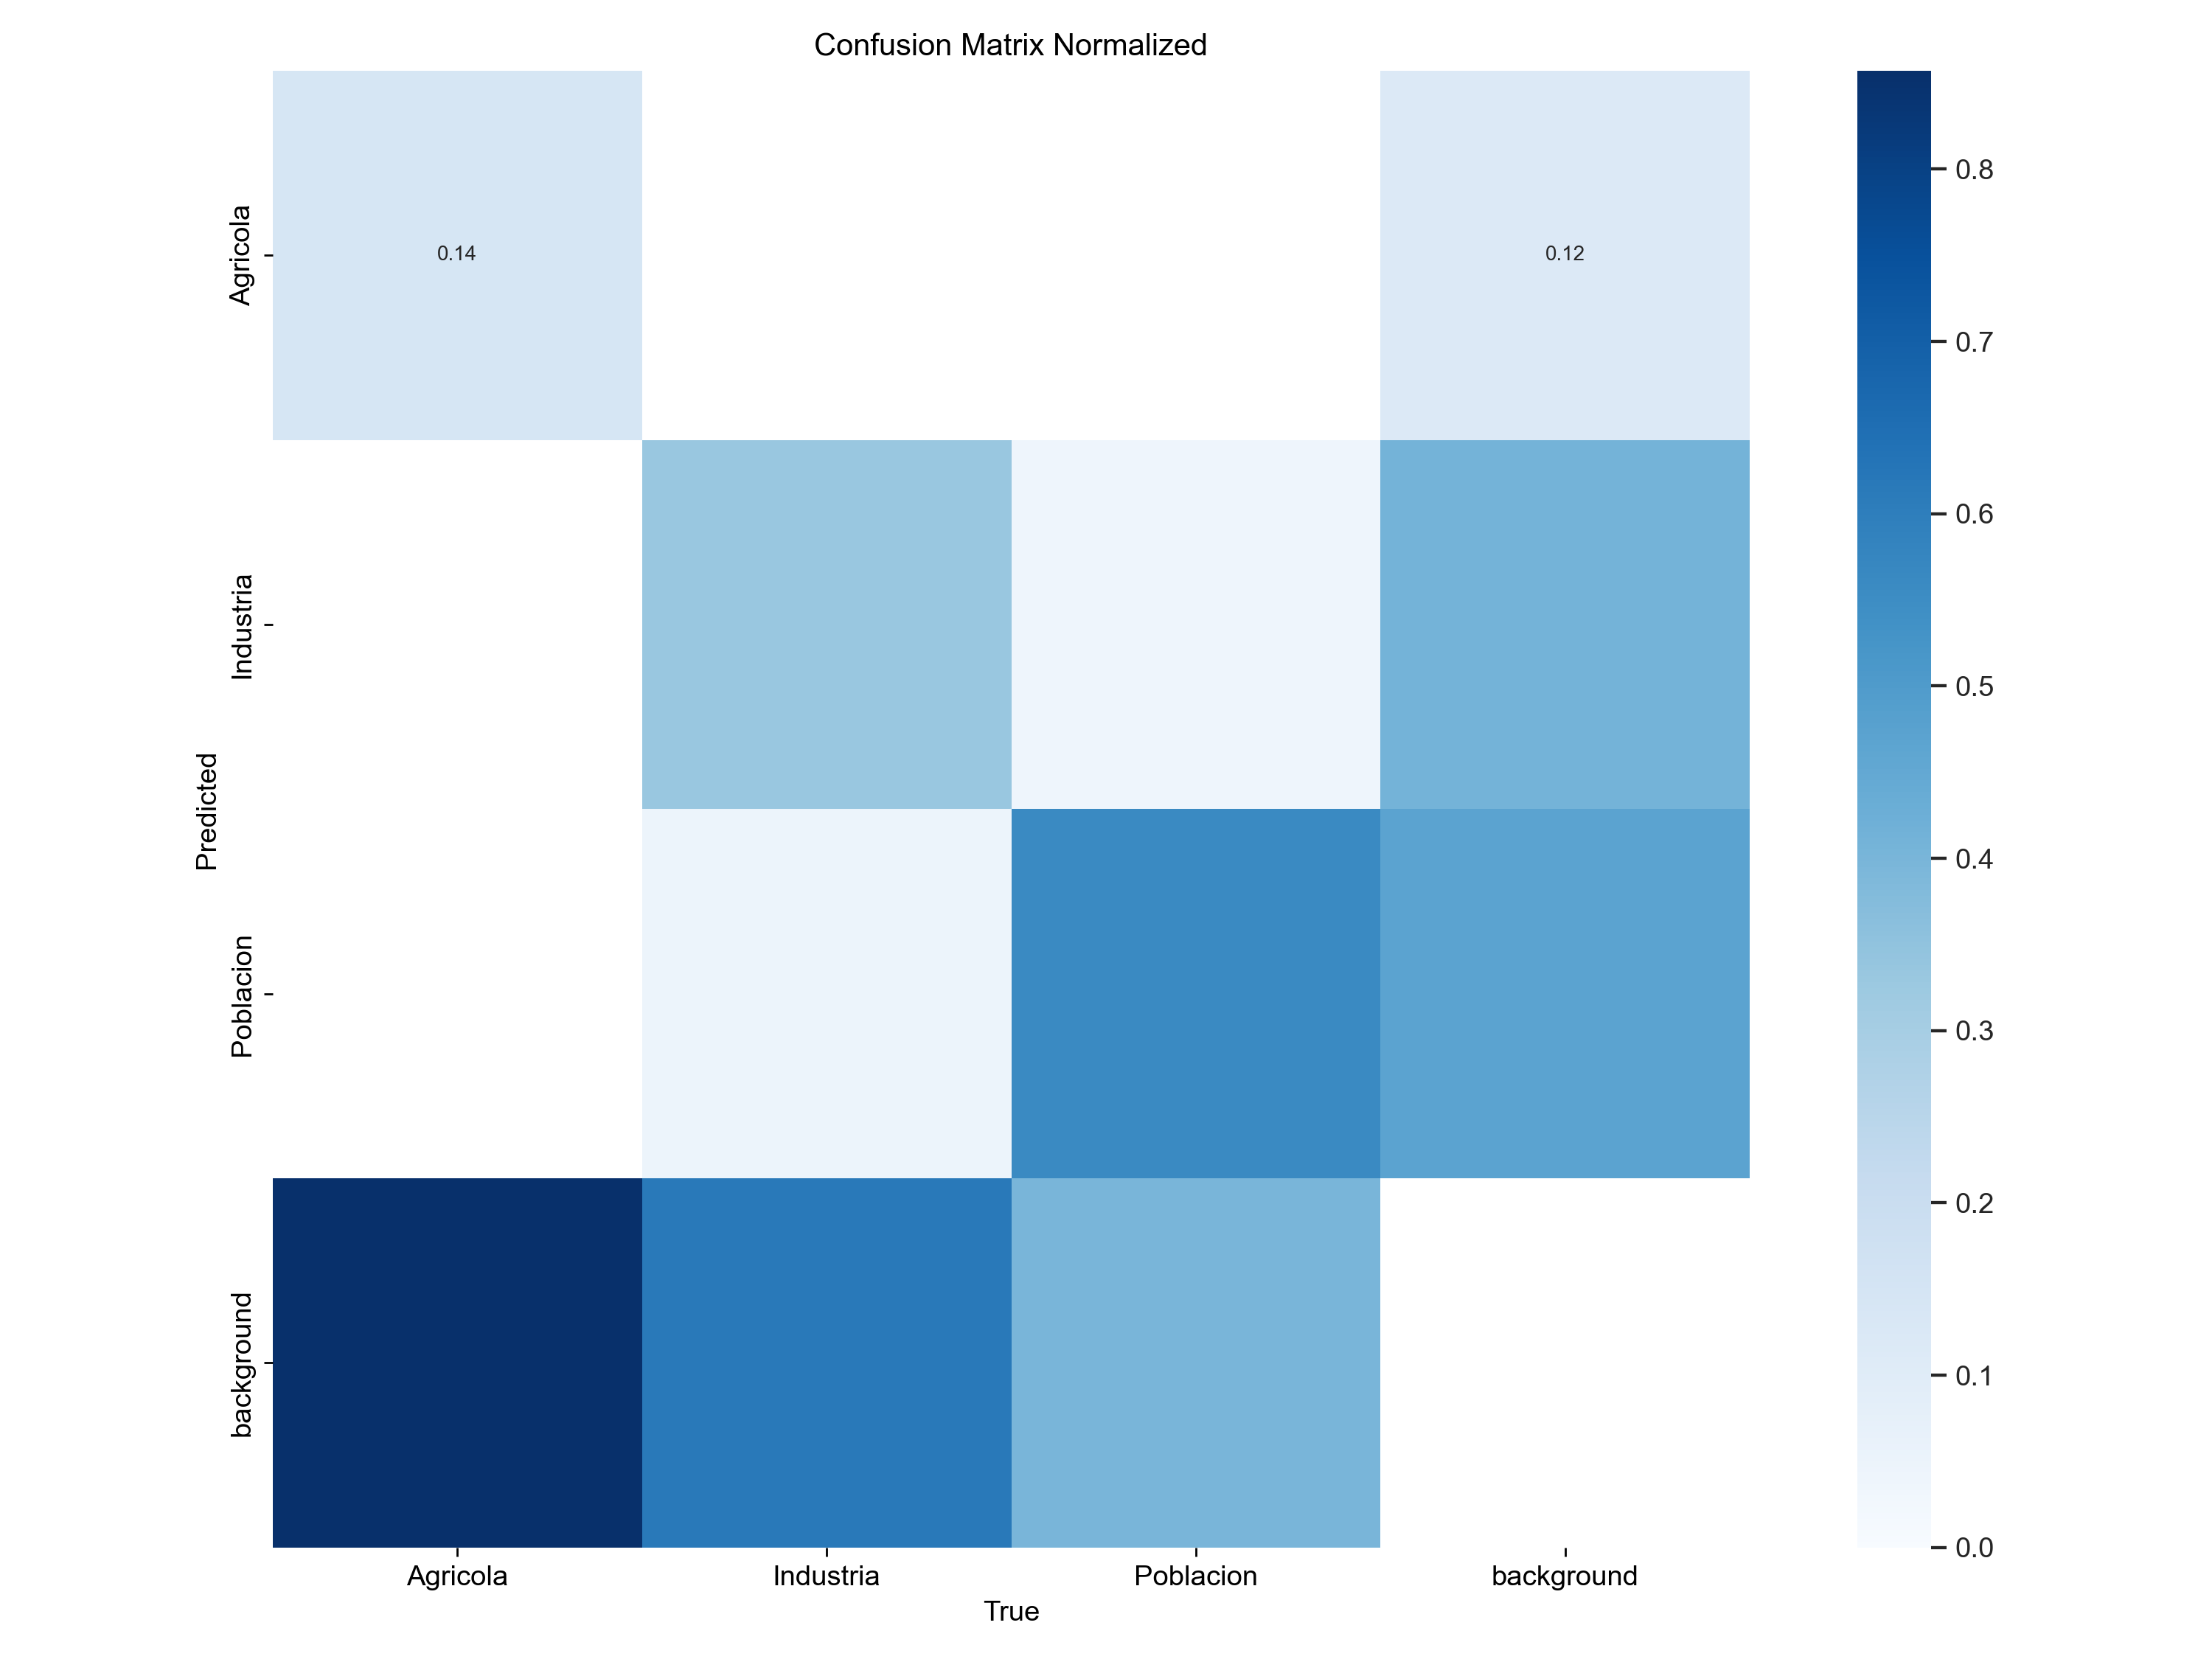 Confusion Matrix Normalized
Agricola
0.14
0.12
Industria
Poblacion
background
Predicted
Agricola
Industria
Poblacion
background
True
0.8
0.7
0.6
0.5
0.4
0.3
0.2
0.1
0.0